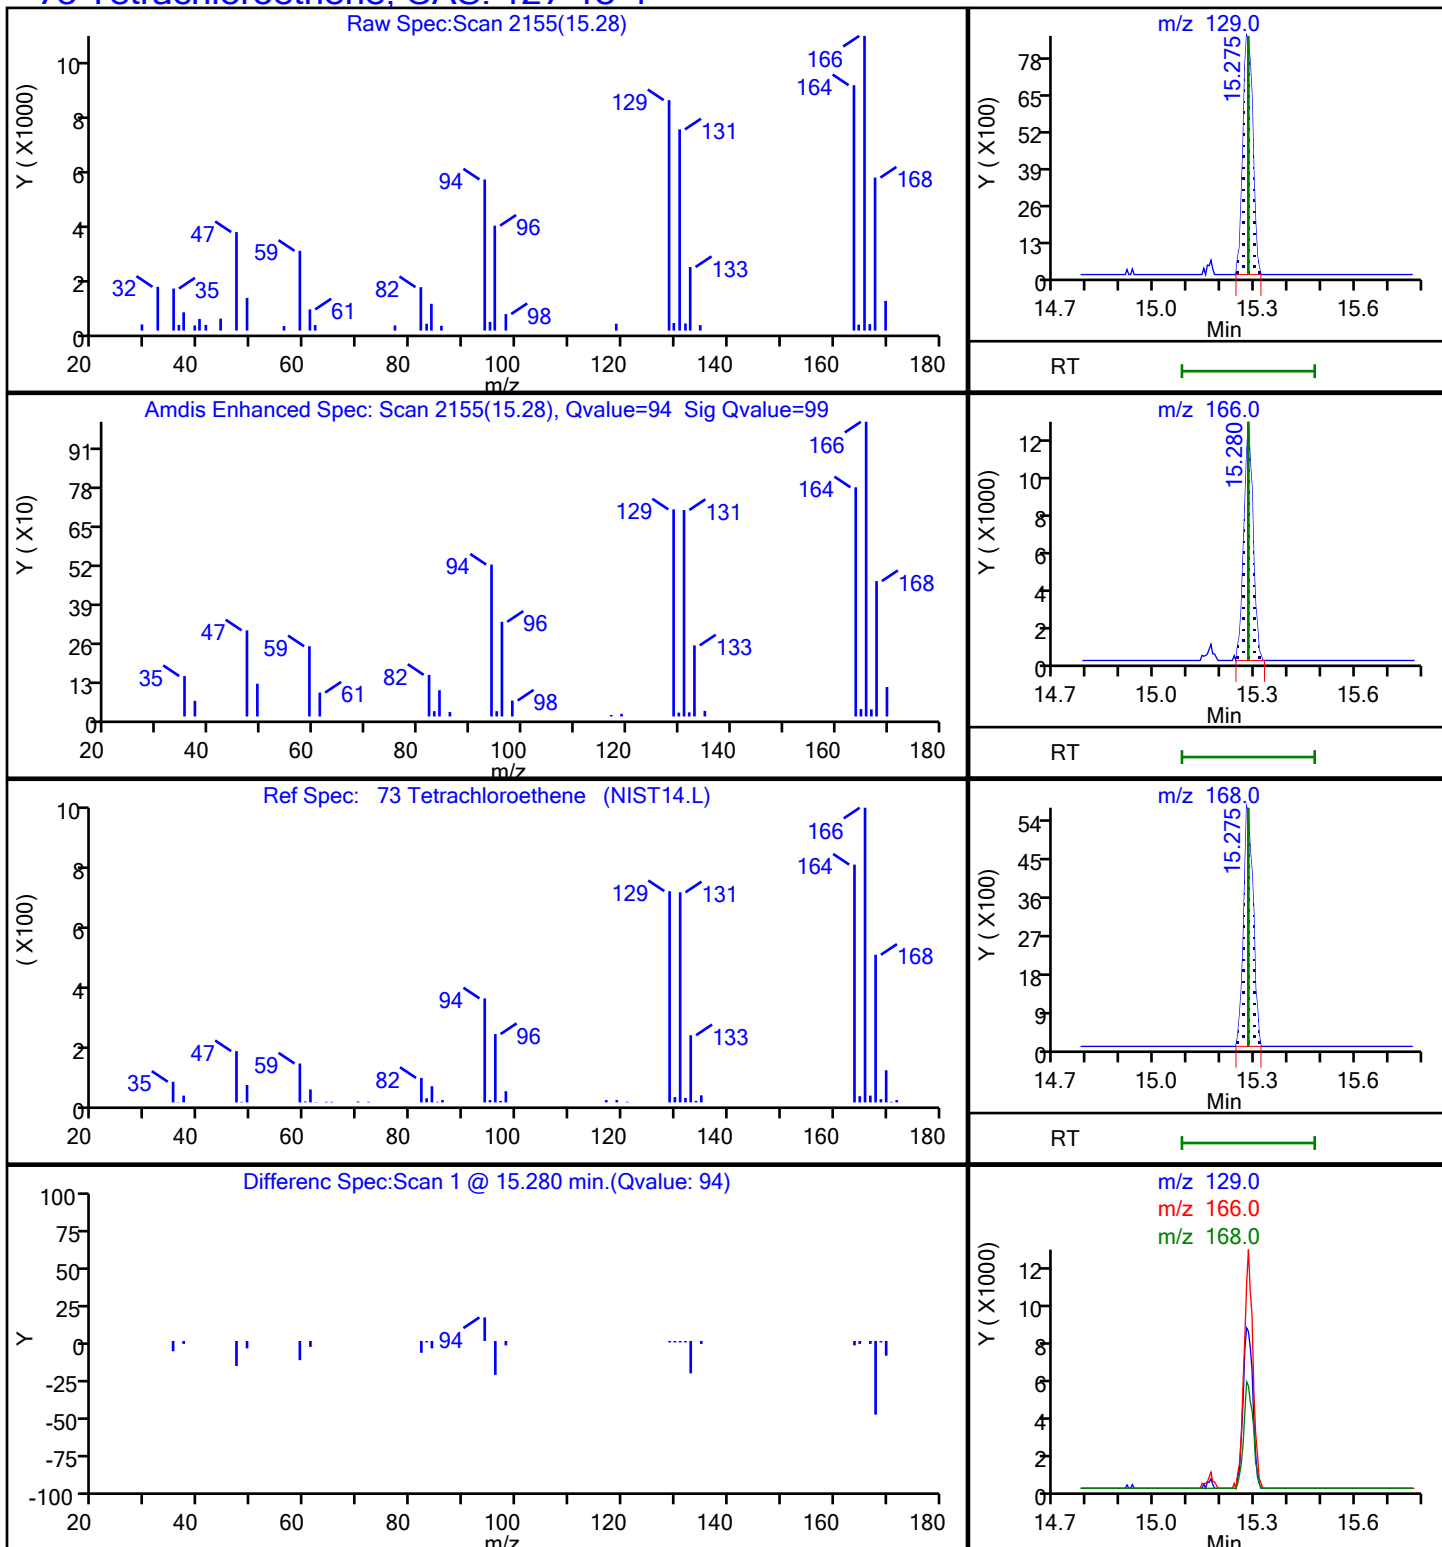 73 Tetrachloroethene, CAS: 127-18-4
Raw Spec:Scan 2155(15.28)
Y ( X1000)
10
8
6
4
2
0
166
164
129
131
168
94
96
47
59
133
32
35
82
61
98
20 40 60 80 100 120 140 160 180
m/z
m/z 129.0
15.275
Y ( X100)
78
65
52
39
26
13
0
14.7 15.0 15.3 15.6
Min
RT
Amdis Enhanced Spec: Scan 2155(15.28), Qvalue=94 Sig Qvalue=99
Y ( X10)
91
78
65
52
39
26
13
0
166
164
129
131
94
168
96
47
59
133
35
82
61
98
20 40 60 80 100 120 140 160 180
m/z
m/z 166.0
15.280
Y ( X1000)
12
10
8
6
4
2
0
14.7 15.0 15.3 15.6
Min
RT
Ref Spec: 73 Tetrachloroethene (NIST14.L)
( X100)
10
8
6
4
2
0
166
164
129
131
168
94
96
133
47
59
35
82
20 40 60 80 100 120 140 160 180
m/z 168.0
15.275
Y ( X100)
54
45
36
27
18
9
0
14.7 15.0 15.3 15.6
Min
RT
Differenc Spec:Scan 1 @ 15.280 min.(Qvalue: 94)
Y
100
75
50
25
0
-25
-50
-75
-100
94
20 40 60 80 100 120 140 160 180
m/z
m/z 129.0
m/z 166.0
m/z 168.0
Y ( X1000)
12
10
8
6
4
2
0
14.7 15.0 15.3 15.6
Min